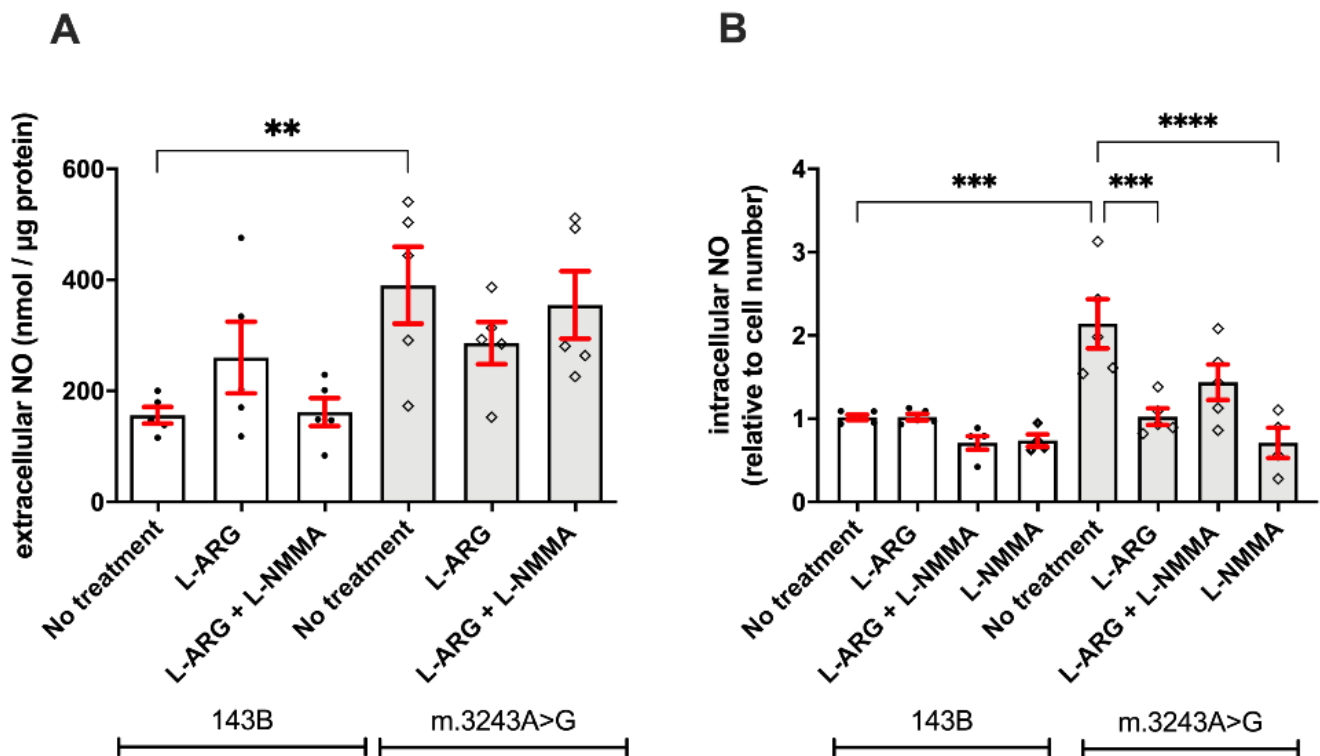 A
extracellular NO (nmol / µg protein)
600
400
200
0
**
No treatment
L-ARG
L-ARG + L-NMMA
No treatment
L-ARG
L-ARG + L-NMMA
143B
m.3243A>G
B
intracellular NO
(relative to cell number)
4
3
2
1
0
***
***
****
No treatment
L-ARG
L-ARG + L-NMMA
L-NMMA
No treatment
L-ARG
L-ARG + L-NMMA
L-NMMA
143B
m.3243A>G